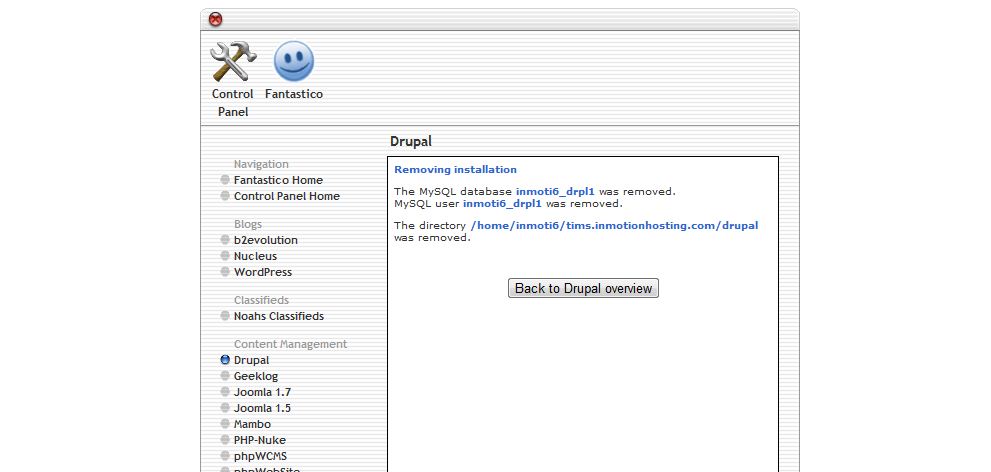 Control
Panel
Fantastico
Navigation
Fantastico Home
Control Panel Home
Blogs
b2evolution
Nucleus
WordPress
Classifieds
Noahs Classifieds
Content Management
Drupal
Geeklog
Joomla 1.7
Joomla 1.5
Mambo
PHP-Nuke
phpWCMS
phpWebSite
Drupal
Removing installation
The MySQL database inmoti6_drpl1 was removed.
MySQL user inmoti6_drpl1 was removed.
The directory /home/inmoti6/tims.inmotionhosting.com/drupal
was removed.
Back to Drupal overview